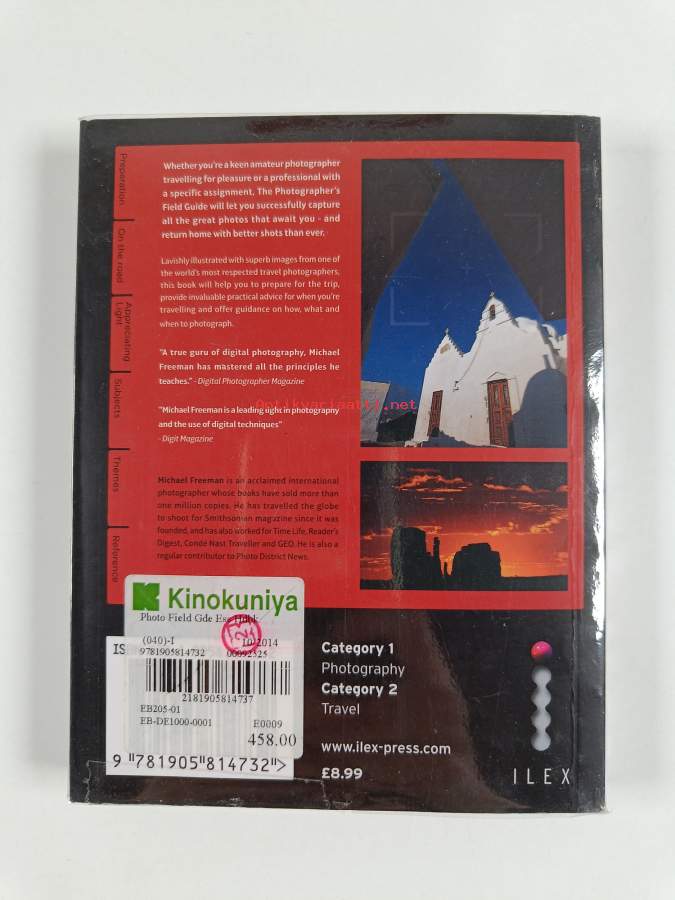 Preparation
On the road
Appreciating
Light
Subjects
Themes
Reference
Whether you're a keen amateur photographer
travelling for pleasure or a professional with
a specific assignment, The Photographer's
Field Guide will let you successfully capture
all the great photos that await you - and
return home with better shots than ever.
Lavishly illustrated with superb images from one of
the world's most respected travel photographers,
this book will help you to prepare for the trip,
provide invaluable practical advice for when you're
travelling and offer guidance on how, what and
when to photograph.
"A true guru of digital photography, Michael
Freeman has mastered all the principles he
teaches." - Digital Photographer Magazine
Antikvariaatti.net
"Michael Freeman is a leading light in photography
and the use of digital techniques"
- Digit Magazine
Michael Freeman is an acclaimed international
photographer whose books have sold more than
one million copies. He has travelled the globe
to shoot for Smithsonian magazine since it was
founded, and has also worked for Time Life, Reader's
Digest, Condé Nast Traveller and GEO. He is also a
regular contributor to Photo District News.
Kinokuniya
Photo Field Gde Ese Hdbk
(040)-I 10/2014
9781905814732 00092325
2181905814737
EB205-01
EB-DE1000-0001 E0009
458.00
IS
9 "781905"814732">
Category 1
Photography
Category 2
Travel
www.ilex-press.com
£8.99
ILEX